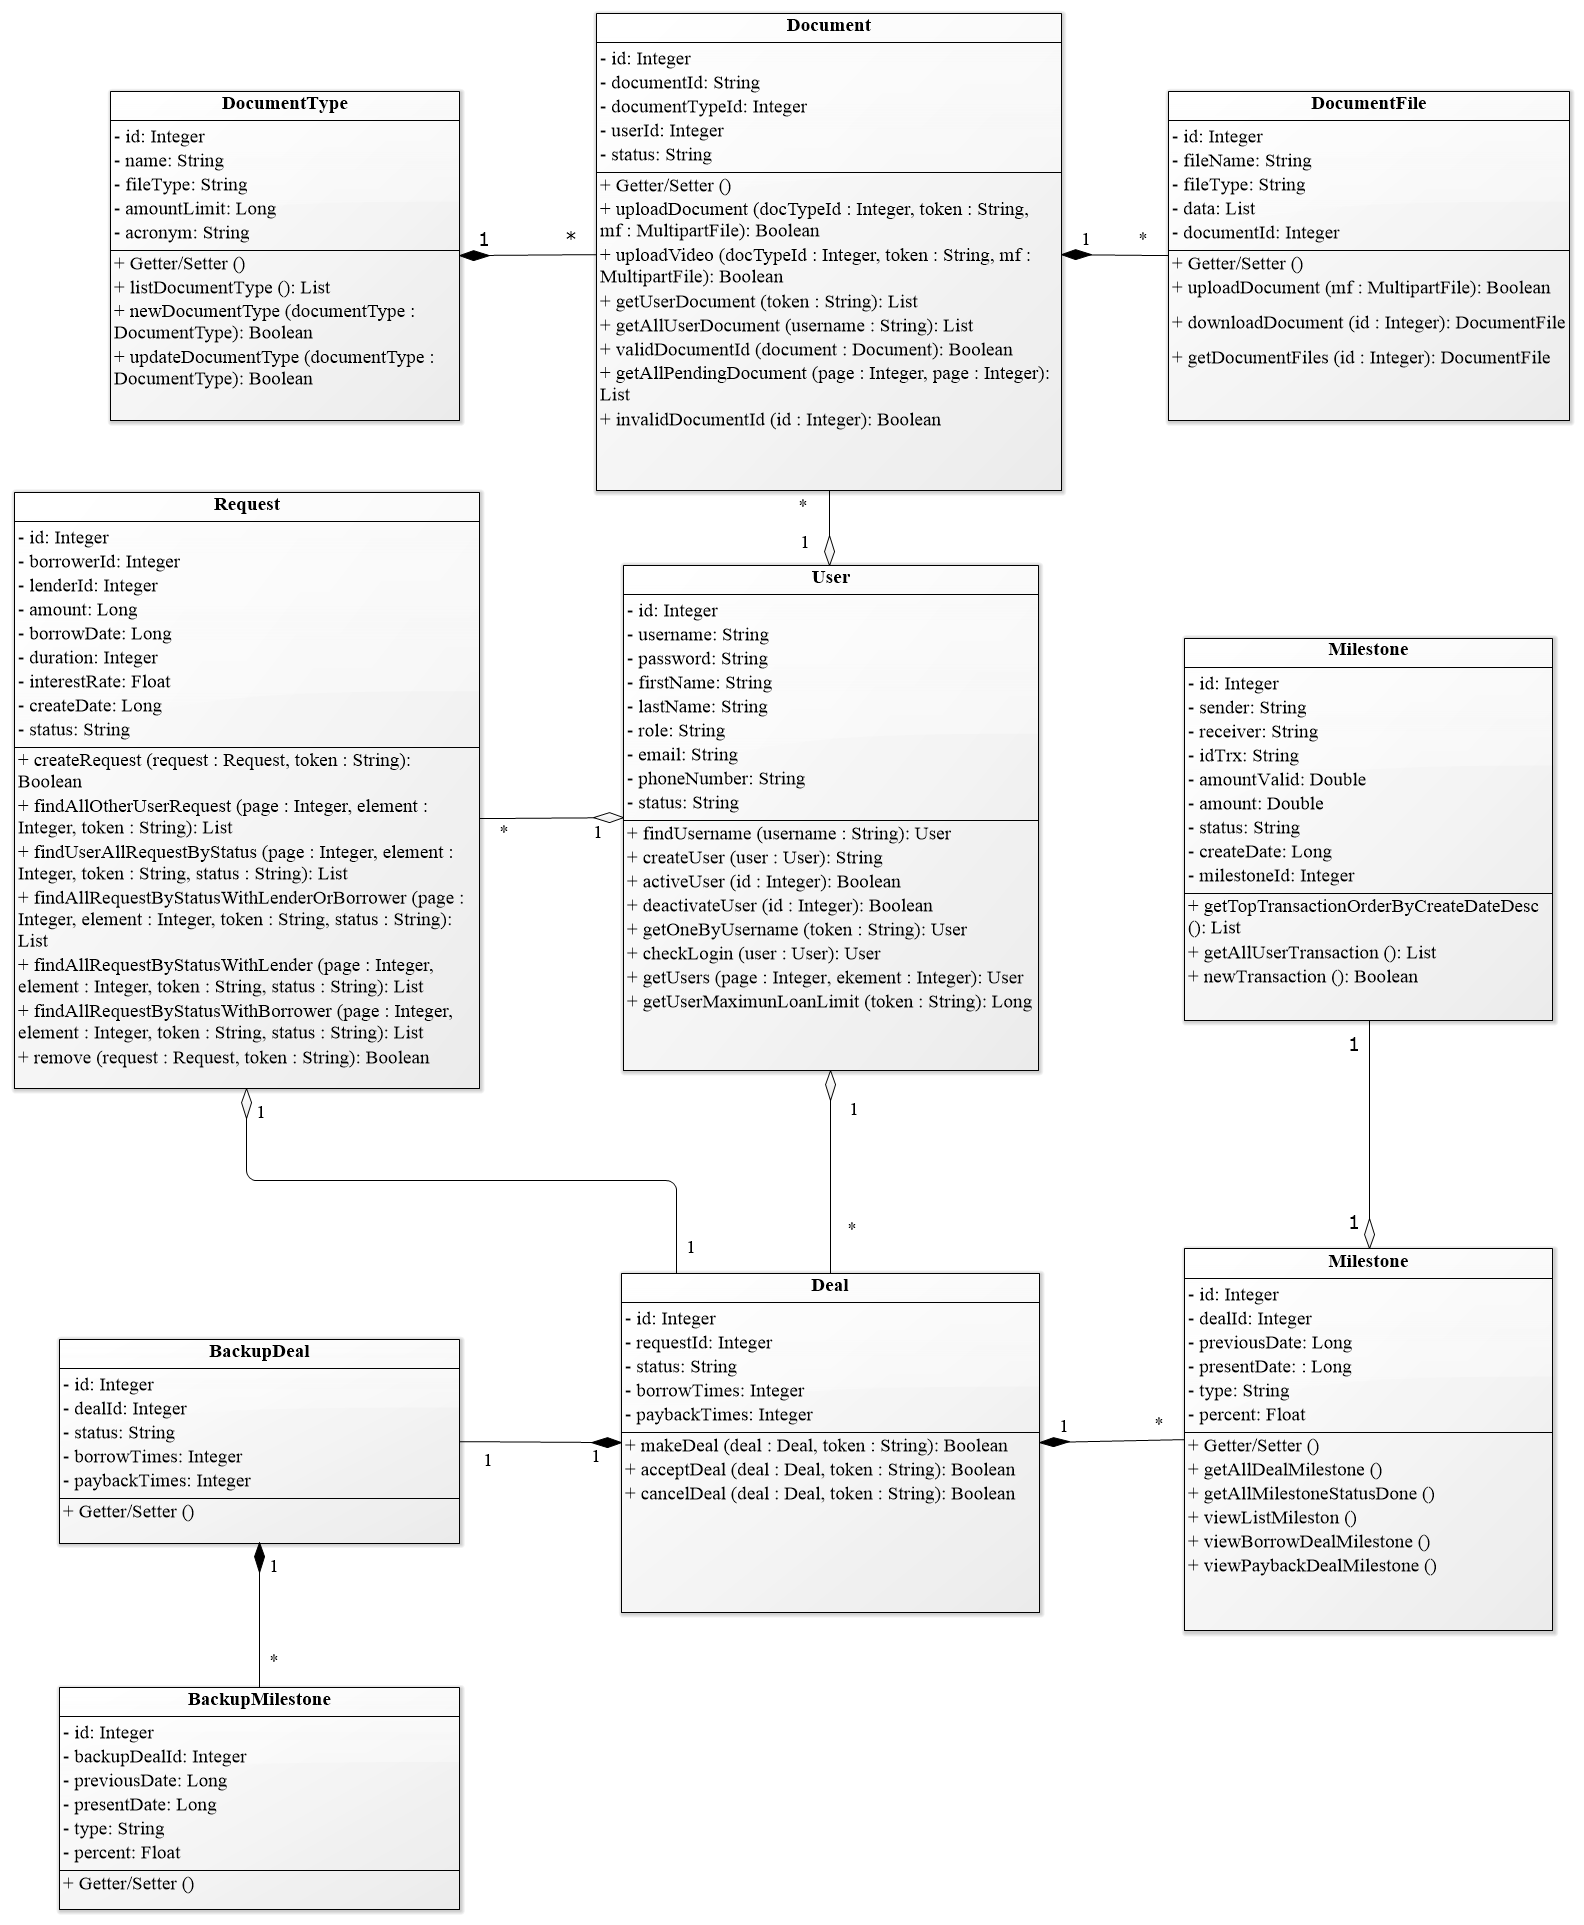 Document
- id: Integer
- documentId: String
- documentTypeId: Integer
- userId: Integer
- status: String
+ Getter/Setter ()
+ uploadDocument (docTypeId : Integer, token : String,
mf : MultipartFile): Boolean
+ uploadVideo (docTypeId : Integer, token : String, mf :
MultipartFile): Boolean
+ getUserDocument (token : String): List
+ getAllUserDocument (username : String): List
+ validDocumentId (document : Document): Boolean
+ getAllPendingDocument (page : Integer, page : Integer):
List
+ invalidDocumentId (id : Integer): Boolean
DocumentType
- id: Integer
- name: String
- fileType: String
- amountLimit: Long
- acronym: String
+ Getter/Setter ()
+ listDocumentType (): List
+ newDocumentType (documentType :
DocumentType): Boolean
+ updateDocumentType (documentType :
DocumentType): Boolean
1
*
DocumentFile
- id: Integer
- fileName: String
- fileType: String
- data: List
- documentId: Integer
+ Getter/Setter ()
+ uploadDocument (mf : MultipartFile): Boolean
+ downloadDocument (id : Integer): DocumentFile
+ getDocumentFiles (id : Integer): DocumentFile
1
*
*
1
Request
- id: Integer
- borrowerId: Integer
- lenderId: Integer
- amount: Long
- borrowDate: Long
- duration: Integer
- interestRate: Float
- createDate: Long
- status: String
+ createRequest (request : Request, token : String):
Boolean
+ findAllOtherUserRequest (page : Integer, element :
Integer, token : String): List
+ findUserAllRequestByStatus (page : Integer, element :
Integer, token : String, status : String): List
+ findAllRequestByStatusWithLenderOrBorrower (page :
Integer, element : Integer, token : String, status : String):
List
+ findAllRequestByStatusWithLender (page : Integer,
element : Integer, token : String, status : String): List
+ findAllRequestByStatusWithBorrower (page : Integer,
element : Integer, token : String, status : String): List
+ remove (request : Request, token : String): Boolean
*
1
User
- id: Integer
- username: String
- password: String
- firstName: String
- lastName: String
- role: String
- email: String
- phoneNumber: String
- status: String
+ findUsername (username : String): User
+ createUser (user : User): String
+ activeUser (id : Integer): Boolean
+ deactivateUser (id : Integer): Boolean
+ getOneByUsername (token : String): User
+ checkLogin (user : User): User
+ getUsers (page : Integer, ekement : Integer): User
+ getUserMaximunLoanLimit (token : String): Long
Milestone
- id: Integer
- sender: String
- receiver: String
- idTrx: String
- amountValid: Double
- amount: Double
- status: String
- createDate: Long
- milestoneId: Integer
+ getTopTransactionOrderByCreateDateDesc
(): List
+ getAllUserTransaction (): List
+ newTransaction (): Boolean
1
1
1
*
1
1
Deal
- id: Integer
- requestId: Integer
- status: String
- borrowTimes: Integer
- paybackTimes: Integer
+ makeDeal (deal : Deal, token : String): Boolean
+ acceptDeal (deal : Deal, token : String): Boolean
+ cancelDeal (deal : Deal, token : String): Boolean
1
*
Milestone
- id: Integer
- dealId: Integer
- previousDate: Long
- presentDate: : Long
- type: String
- percent: Float
+ Getter/Setter ()
+ getAllDealMilestone ()
+ getAllMilestoneStatusDone ()
+ viewListMileston ()
+ viewBorrowDealMilestone ()
+ viewPaybackDealMilestone ()
BackupDeal
- id: Integer
- dealId: Integer
- status: String
- borrowTimes: Integer
- paybackTimes: Integer
+ Getter/Setter ()
1
1
1
*
BackupMilestone
- id: Integer
- backupDealId: Integer
- previousDate: Long
- presentDate: Long
- type: String
- percent: Float
+ Getter/Setter ()